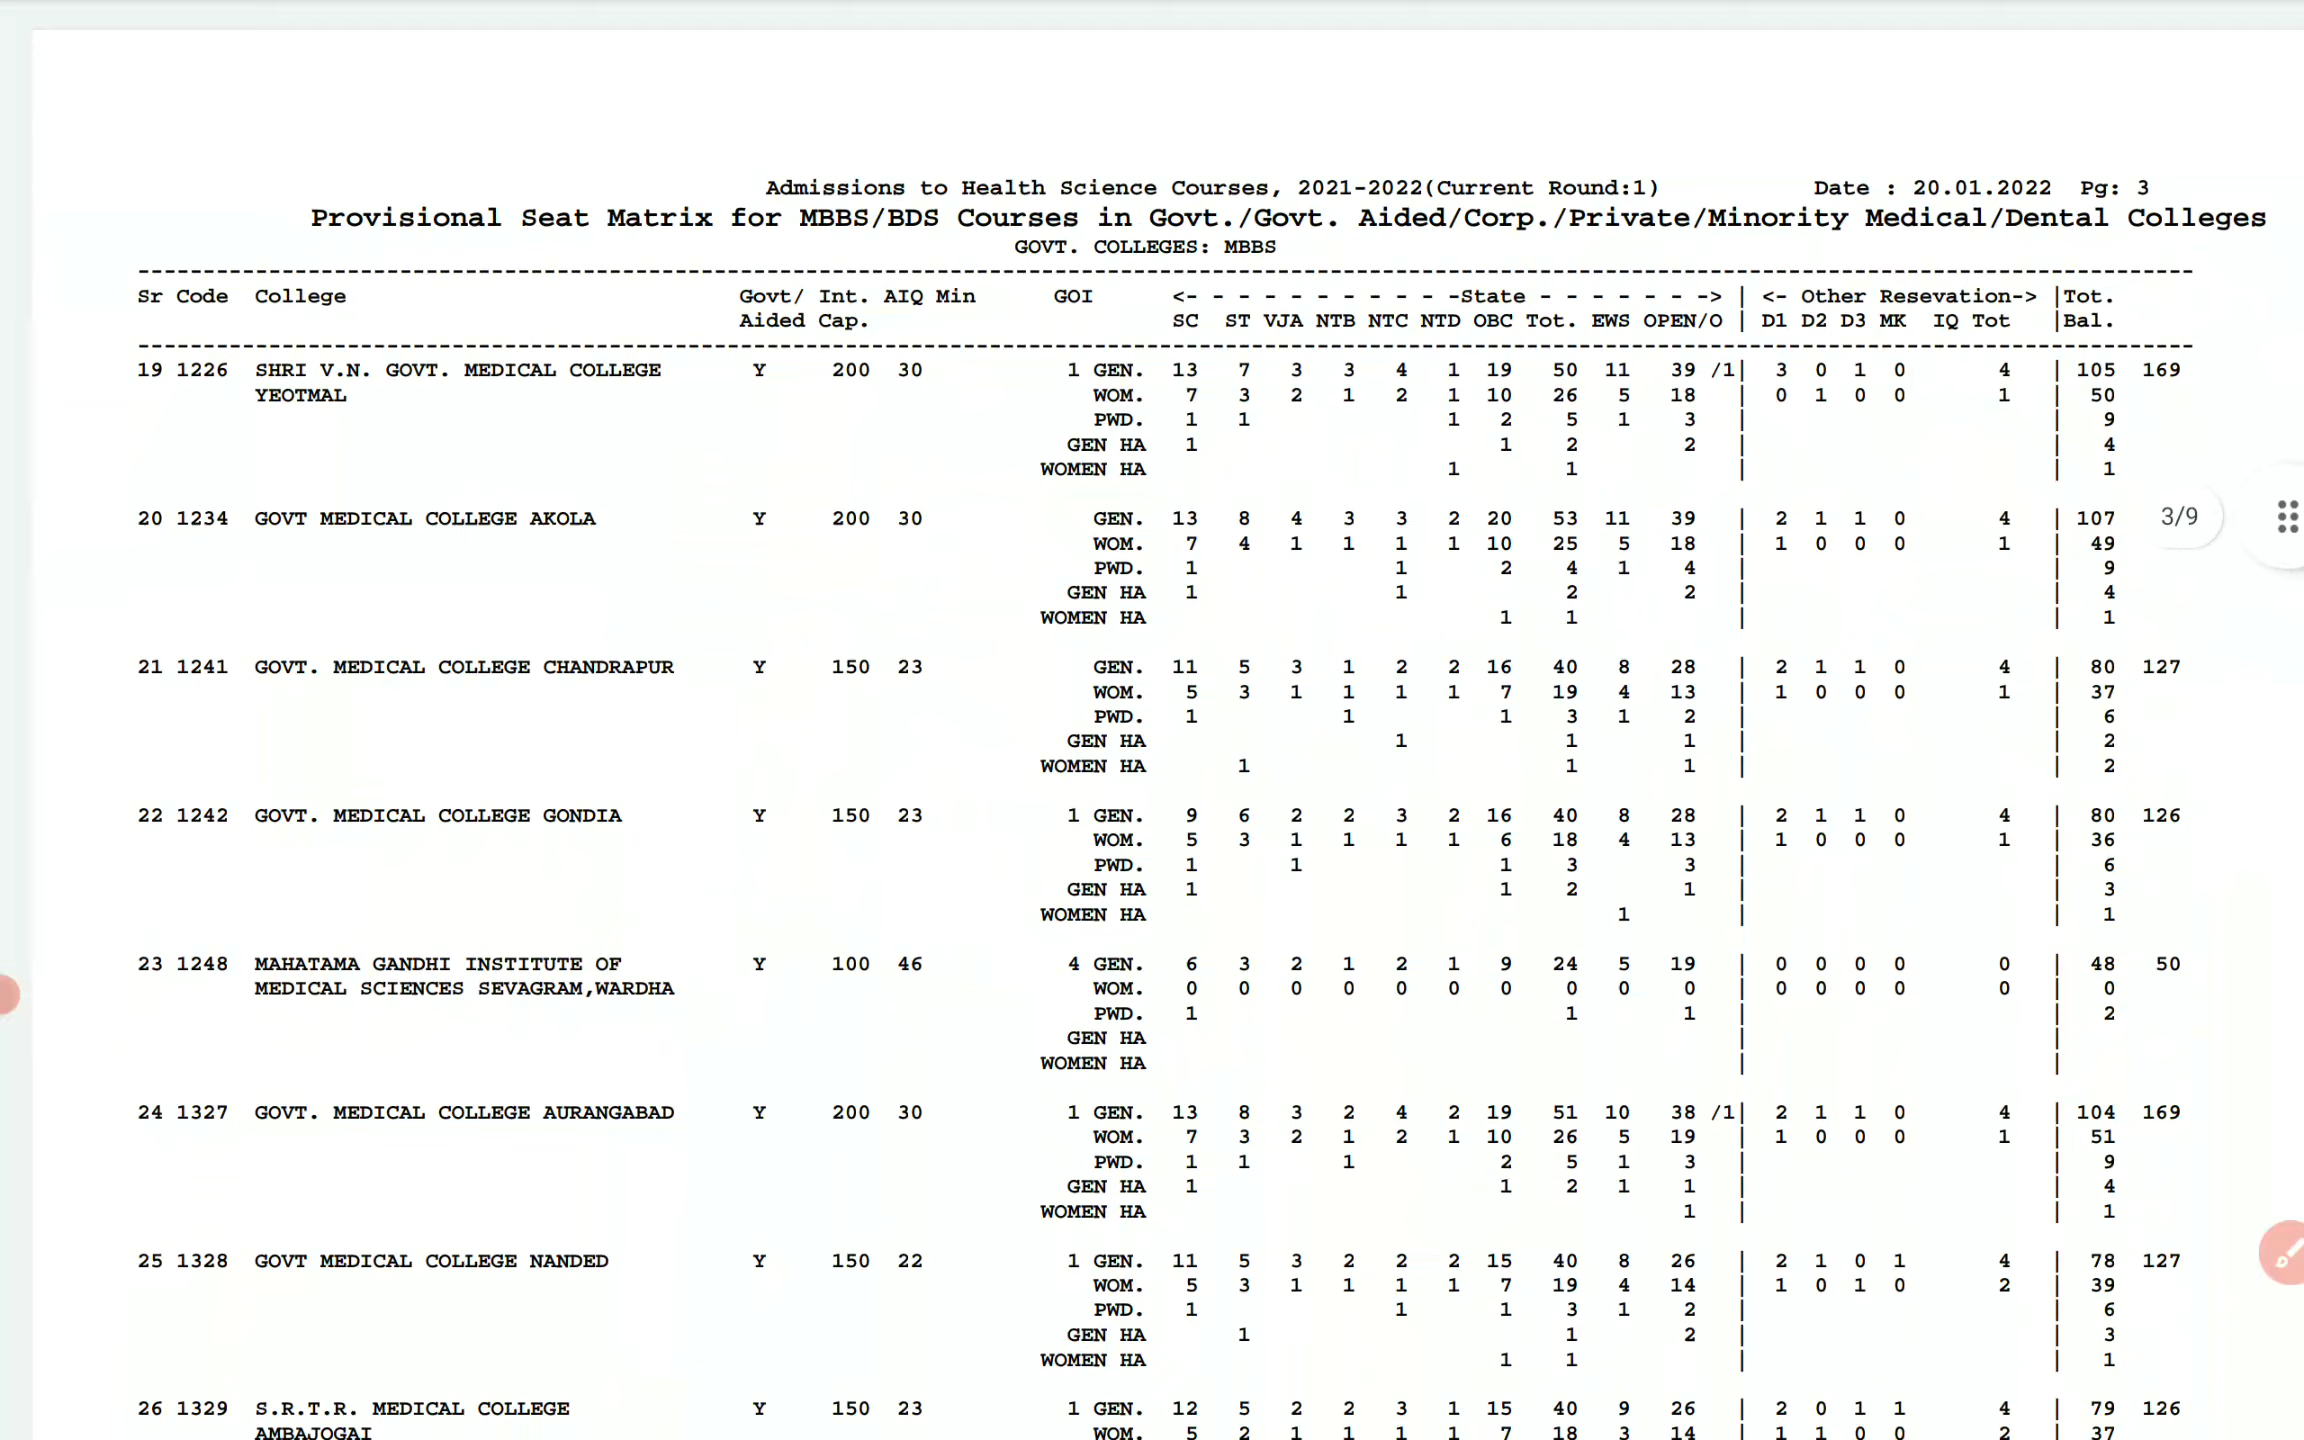 Admissions to Health Science Courses, 2021-2022(Current Round:1) Date : 20.01.2022 Pg: 3
Provisional Seat Matrix for MBBS/BDS Courses in Govt./Govt. Aided/Corp./Private/Minority Medical/Dental Colleges
GOVT. COLLEGES: MBBS
Sr Code College Govt/ Int. AIQ Min GOI <- - - - - - - - - - -State - - - - - - -> | <- Other Resevation-> |Tot.
Aided Cap. SC ST VJA NTB NTC NTD OBC Tot. EWS OPEN/O | D1 D2 D3 MK IQ Tot |Bal.
19 1226 SHRI V.N. GOVT. MEDICAL COLLEGE Y 200 30 1 GEN. 13 7 3 3 4 1 19 50 11 39 /1| 3 0 1 0 4 | 105 169
YEOTMAL WOM. 7 3 2 1 2 1 10 26 5 18 | 0 1 0 0 1 | 50
PWD. 1 1 1 2 5 1 3 | | 9
GEN HA 1 1 2 2 | | 4
WOMEN HA 1 1 | | 1
20 1234 GOVT MEDICAL COLLEGE AKOLA Y 200 30 GEN. 13 8 4 3 3 2 20 53 11 39 | 2 1 1 0 4 | 107 3/9
WOM. 7 4 1 1 1 1 10 25 5 18 | 1 0 0 0 1 | 49
PWD. 1 1 2 4 1 4 | | 9
GEN HA 1 1 2 2 | | 4
WOMEN HA 1 1 | | 1
21 1241 GOVT. MEDICAL COLLEGE CHANDRAPUR Y 150 23 GEN. 11 5 3 1 2 2 16 40 8 28 | 2 1 1 0 4 | 80 127
WOM. 5 3 1 1 1 1 7 19 4 13 | 1 0 0 0 1 | 37
PWD. 1 1 1 3 1 2 | | 6
GEN HA 1 1 1 | | 2
WOMEN HA 1 1 1 | | 2
22 1242 GOVT. MEDICAL COLLEGE GONDIA Y 150 23 1 GEN. 9 6 2 2 3 2 16 40 8 28 | 2 1 1 0 4 | 80 126
WOM. 5 3 1 1 1 1 6 18 4 13 | 1 0 0 0 1 | 36
PWD. 1 1 1 3 3 | | 6
GEN HA 1 1 2 1 | | 3
WOMEN HA 1 | | 1
23 1248 MAHATAMA GANDHI INSTITUTE OF Y 100 46 4 GEN. 6 3 2 1 2 1 9 24 5 19 | 0 0 0 0 0 | 48 50
MEDICAL SCIENCES SEVAGRAM,WARDHA WOM. 0 0 0 0 0 0 0 0 0 0 | 0 0 0 0 0 | 0
PWD. 1 1 1 | | 2
GEN HA | |
WOMEN HA | |
24 1327 GOVT. MEDICAL COLLEGE AURANGABAD Y 200 30 1 GEN. 13 8 3 2 4 2 19 51 10 38 /1| 2 1 1 0 4 | 104 169
WOM. 7 3 2 1 2 1 10 26 5 19 | 1 0 0 0 1 | 51
PWD. 1 1 1 2 5 1 3 | | 9
GEN HA 1 1 2 1 1 | | 4
WOMEN HA 1 | | 1
25 1328 GOVT MEDICAL COLLEGE NANDED Y 150 22 1 GEN. 11 5 3 2 2 2 15 40 8 26 | 2 1 0 1 4 | 78 127
WOM. 5 3 1 1 1 1 7 19 4 14 | 1 0 1 0 2 | 39
PWD. 1 1 1 3 1 2 | | 6
GEN HA 1 1 2 | | 3
WOMEN HA 1 1 | | 1
26 1329 S.R.T.R. MEDICAL COLLEGE Y 150 23 1 GEN. 12 5 2 2 3 1 15 40 9 26 | 2 0 1 1 4 | 79 126
AMBAJOGAI WOM. 5 2 1 1 1 1 7 18 3 14 | 1 1 0 0 2 | 37